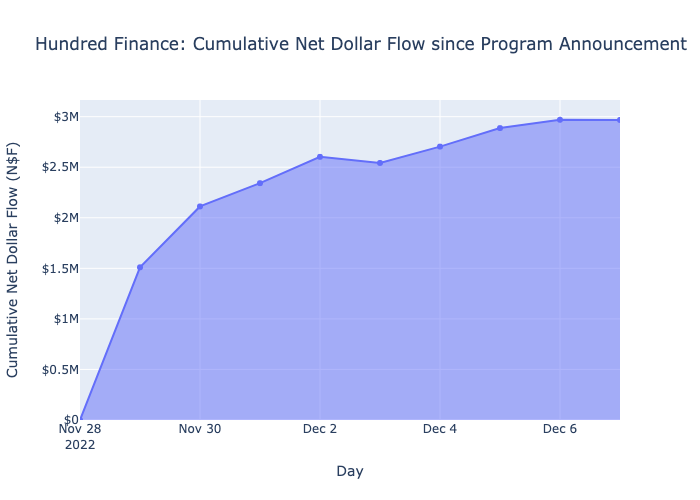 Hundred Finance: Cumulative Net Dollar Flow since Program Announcement
Cumulative Net Dollar Flow (N$F)
$3M
$2.5M
$2M
$1.5M
$1M
$0.5M
$0
Nov 28
2022
Nov 30
Dec 2
Dec 4
Dec 6
Day